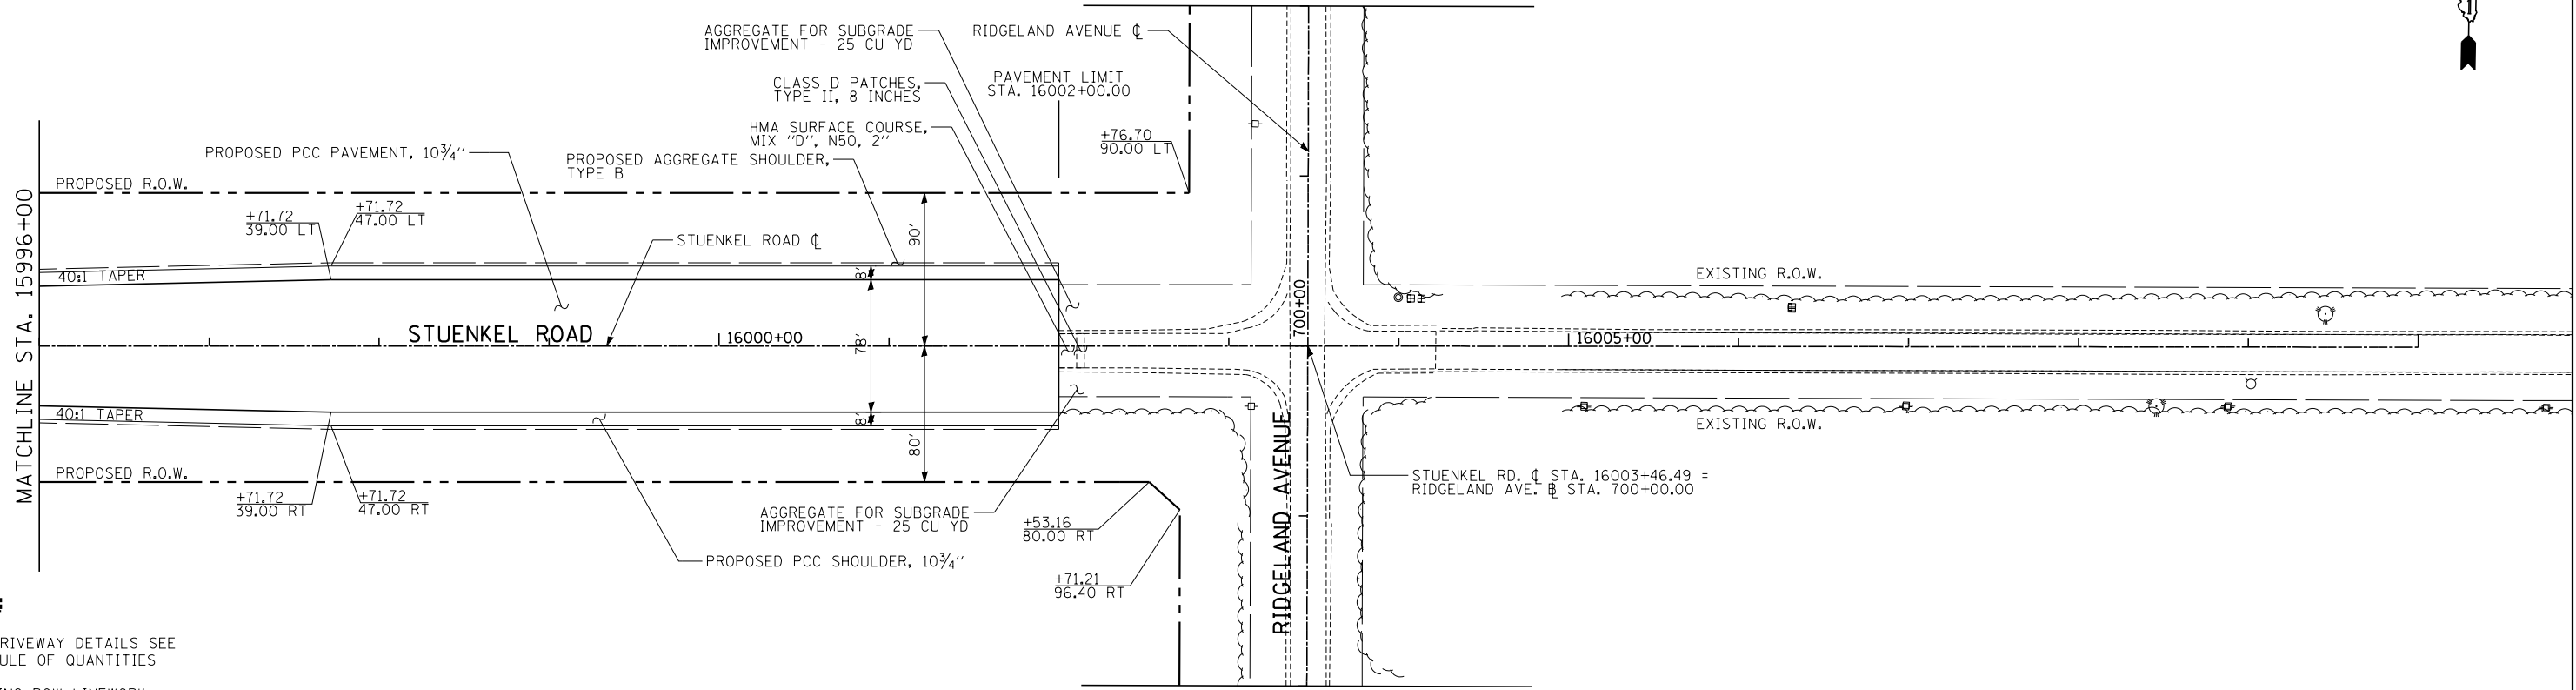 AGGREGATE FOR SUBGRADE
IMPROVEMENT - 25 CU YD
RIDGELAND AVENUE ℄
CLASS D PATCHES,
TYPE II, 8 INCHES
PAVEMENT LIMIT
STA. 16002+00.00
HMA SURFACE COURSE,
MIX "D", N50, 2"
+76.70
90.00 LT
PROPOSED PCC PAVEMENT, 10¾"
PROPOSED AGGREGATE SHOULDER,
TYPE B
PROPOSED R.O.W.
MATCHLINE STA. 15996+00
+71.72
39.00 LT
+71.72
47.00 LT
STUENKEL ROAD ℄
90'
40:1 TAPER
8'
EXISTING R.O.W.
700+00
STUENKEL ROAD
16000+00
78'
16005+00
40:1 TAPER
8'
80'
RIDGELAND AVENUE
EXISTING R.O.W.
PROPOSED R.O.W.
+71.72
39.00 RT
+71.72
47.00 RT
STUENKEL RD. ℄ STA. 16003+46.49 =
RIDGELAND AVE. BL STA. 700+00.00
AGGREGATE FOR SUBGRADE
IMPROVEMENT - 25 CU YD
+53.16
80.00 RT
PROPOSED PCC SHOULDER, 10¾"
+71.21
96.40 RT
RIVEWAY DETAILS SEE
ULE OF QUANTITIES